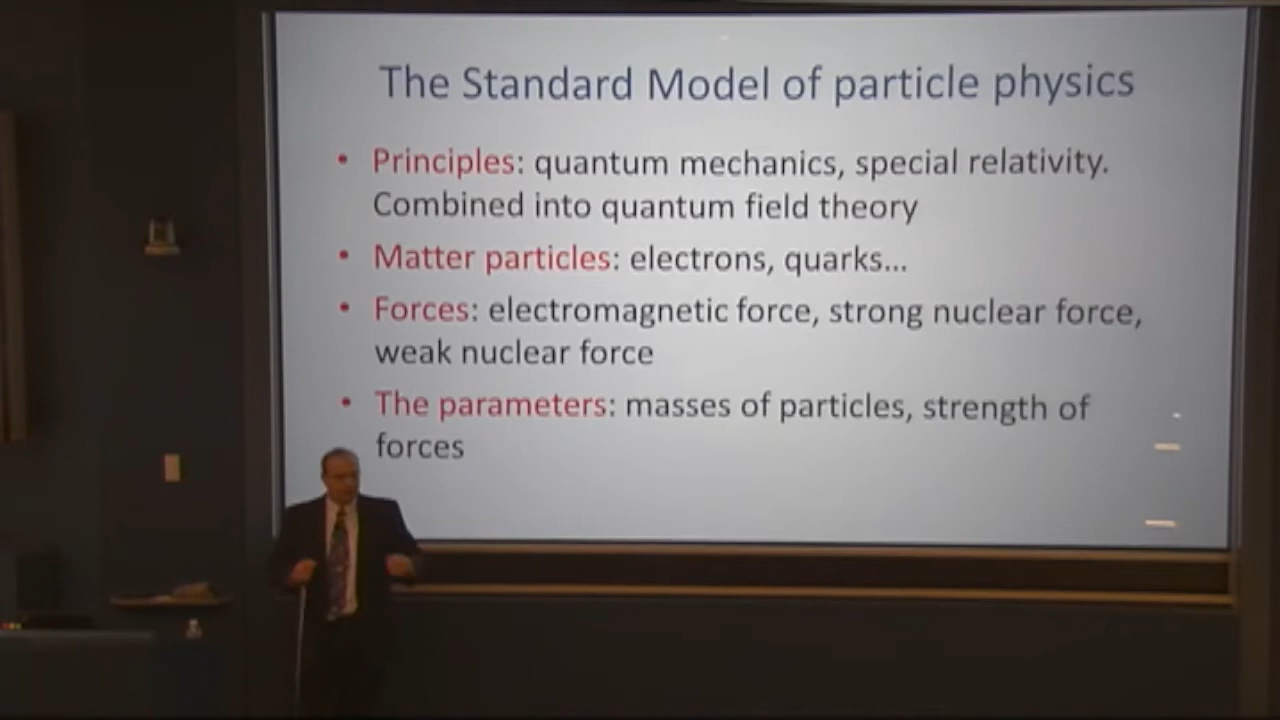 The Standard Model of particle physics
• Principles: quantum mechanics, special relativity.
Combined into quantum field theory
• Matter particles: electrons, quarks...
• Forces: electromagnetic force, strong nuclear force,
weak nuclear force
• The parameters: masses of particles, strength of
forces